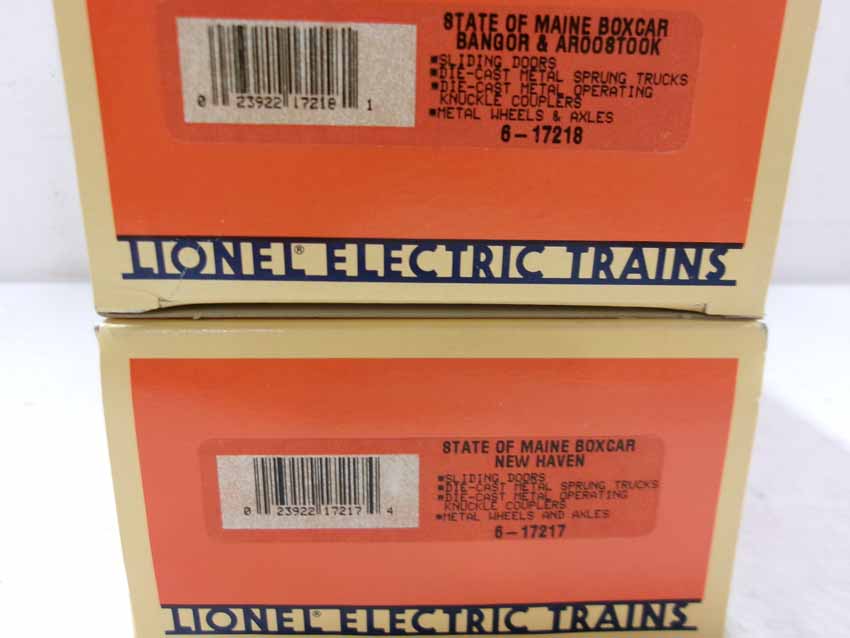 STATE OF MAINE BOXCAR
BANGOR & AROOSTOOK
▪SLIDING DOORS
▪DIE-CAST METAL SPRUNG TRUCKS
▪DIE-CAST METAL OPERATING
KNUCKLE COUPLERS
▪METAL WHEELS & AXLES
6-17218
0 23922 17218 1
LIONEL® ELECTRIC TRAINS
STATE OF MAINE BOXCAR
NEW HAVEN
▪SLIDING DOORS
▪DIE-CAST METAL SPRUNG TRUCKS
▪DIE-CAST METAL OPERATING
KNUCKLE COUPLERS
▪METAL WHEELS AND AXLES
6-17217
0 23922 17217 4
LIONEL® ELECTRIC TRAINS